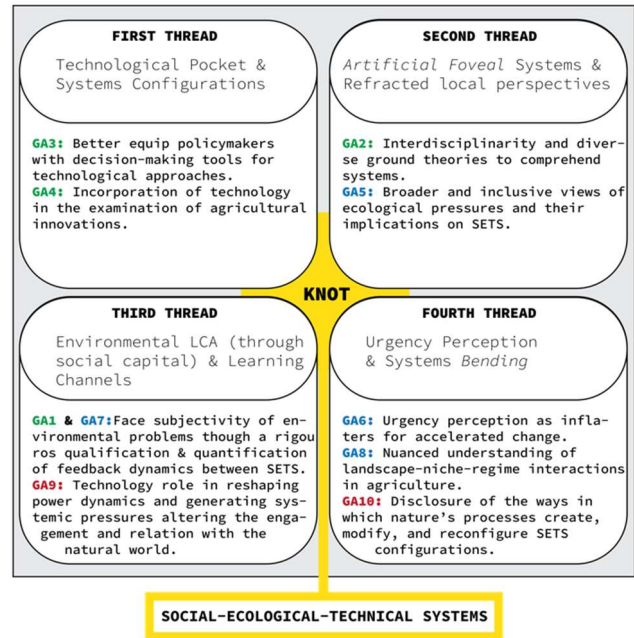 FIRST THREAD
Technological Pocket &
Systems Configurations
GA3: Better equip policymakers
with decision-making tools for
technological approaches.
GA4: Incorporation of technology
in the examination of agricultural
innovations.
SECOND THREAD
Artificial Foveal Systems &
Refracted local perspectives
GA2: Interdisciplinarity and diver-
se ground theories to comprehend
systems.
GA5: Broader and inclusive views of
ecological pressures and their
implications on SETS.
KNOT
THIRD THREAD
Environmental LCA (through
social capital) & Learning
Channels
GA1 & GA7:Face subjectivity of en-
vironmental problems though a rigou
ros qualification & quantification
of feedback dynamics between SETS.
GA9: Technology role in reshaping
power dynamics and generating sys-
temic pressures altering the enga-
gement and relation with the
natural world.
FOURTH THREAD
Urgency Perception
& Systems Bending
GA6: Urgency perception as infla-
ters for accelerated change.
GA8: Nuanced understanding of
landscape-niche-regime interactions
in agriculture.
GA10: Disclosure of the ways in
which nature's processes create,
modify, and reconfigure SETS
configurations.
SOCIAL-ECOLOGICAL-TECHNICAL SYSTEMS